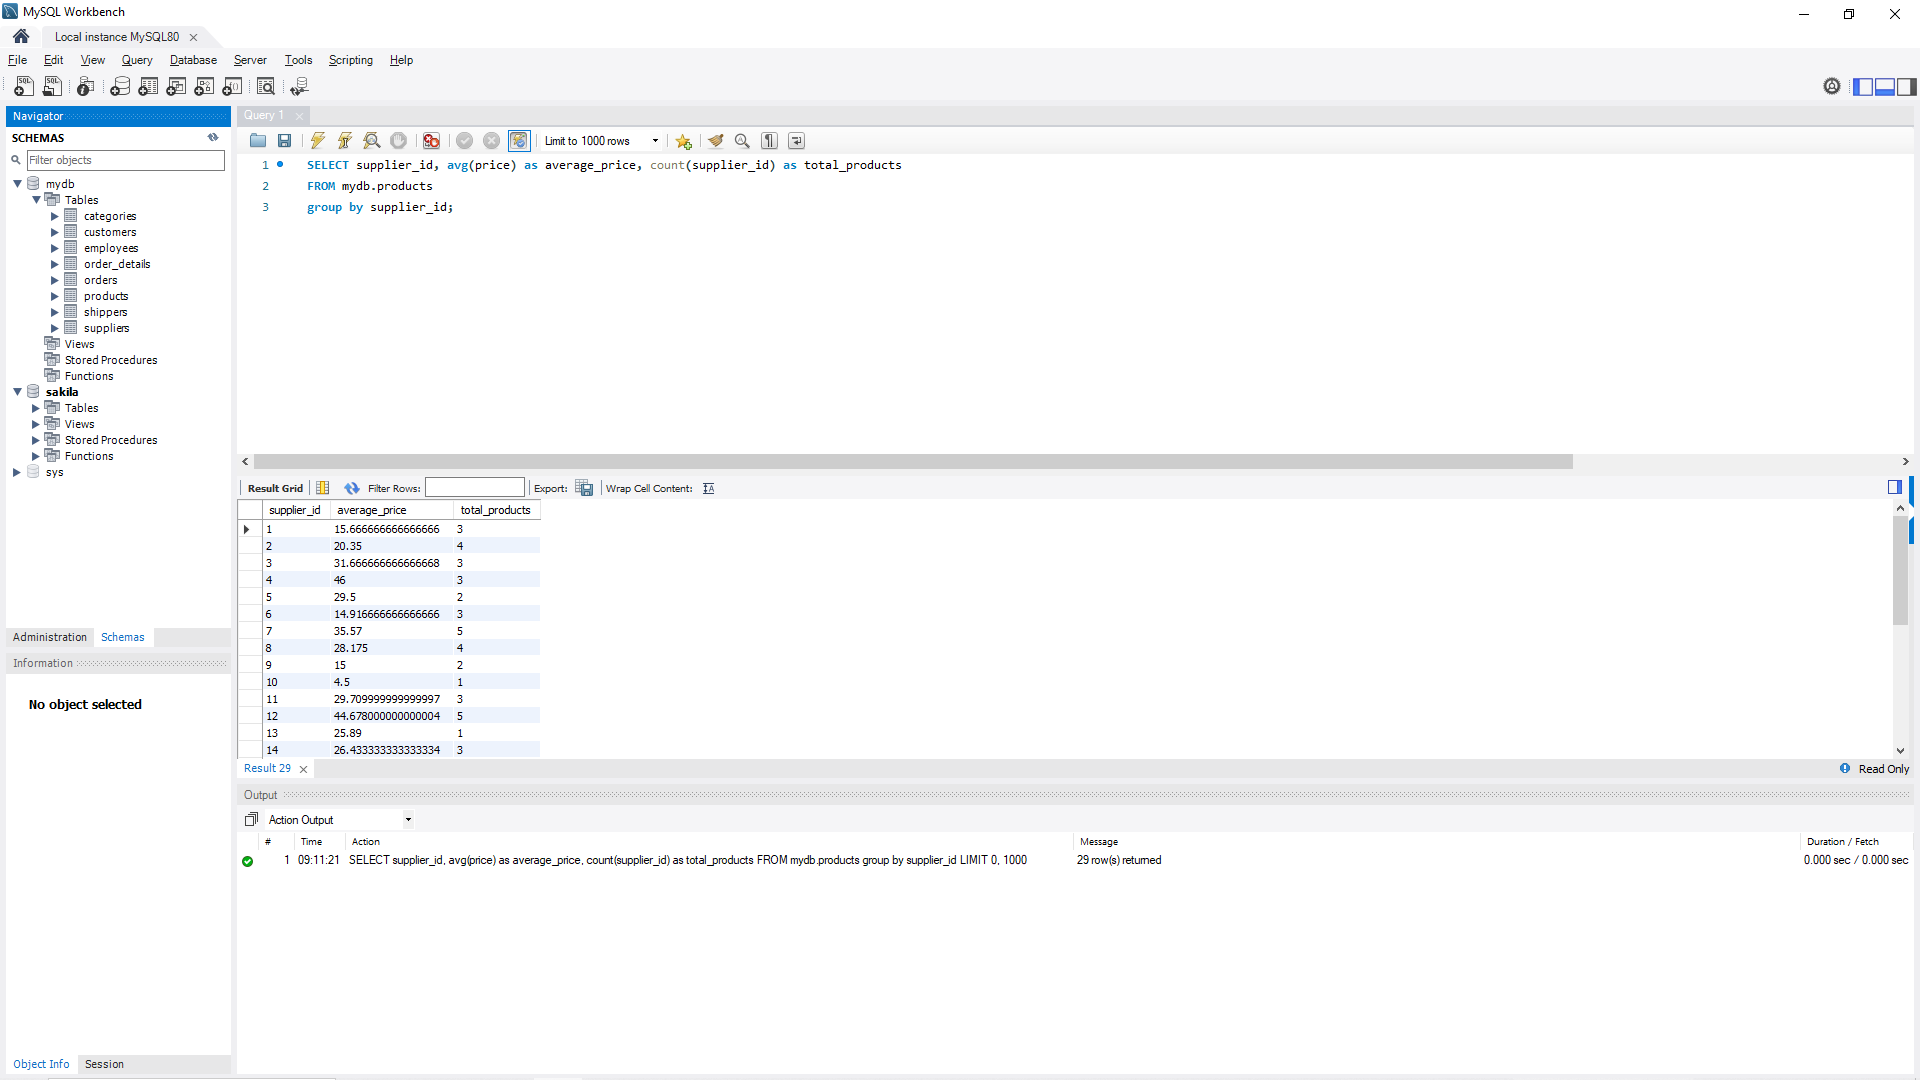 MySQL Workbench
Local instance MySQL80
File Edit View Query Database Server Tools Scripting Help
Navigator
SCHEMAS
Filter objects
mydb
Tables
categories
customers
employees
order_details
orders
products
shippers
suppliers
Views
Stored Procedures
Functions
sakila
Tables
Views
Stored Procedures
Functions
sys
Administration Schemas
Information
No object selected
Object Info Session
Query 1
Limit to 1000 rows
1 SELECT supplier_id, avg(price) as average_price, count(supplier_id) as total_products
2 FROM mydb.products
3 group by supplier_id;
Result Grid Filter Rows: Export: Wrap Cell Content:
supplier_id average_price total_products
1 15.666666666666666 3
2 20.35 4
3 31.666666666666668 3
4 46 3
5 29.5 2
6 14.916666666666666 3
7 35.57 5
8 28.175 4
9 15 2
10 4.5 1
11 29.709999999999997 3
12 44.678000000000004 5
13 25.89 1
14 26.433333333333334 3
Result 29 Read Only
Output
Action Output
# Time Action Message Duration / Fetch
1 09:11:21 SELECT supplier_id, avg(price) as average_price, count(supplier_id) as total_products FROM mydb.products group by supplier_id LIMIT 0, 1000 29 row(s) returned 0.000 sec / 0.000 sec